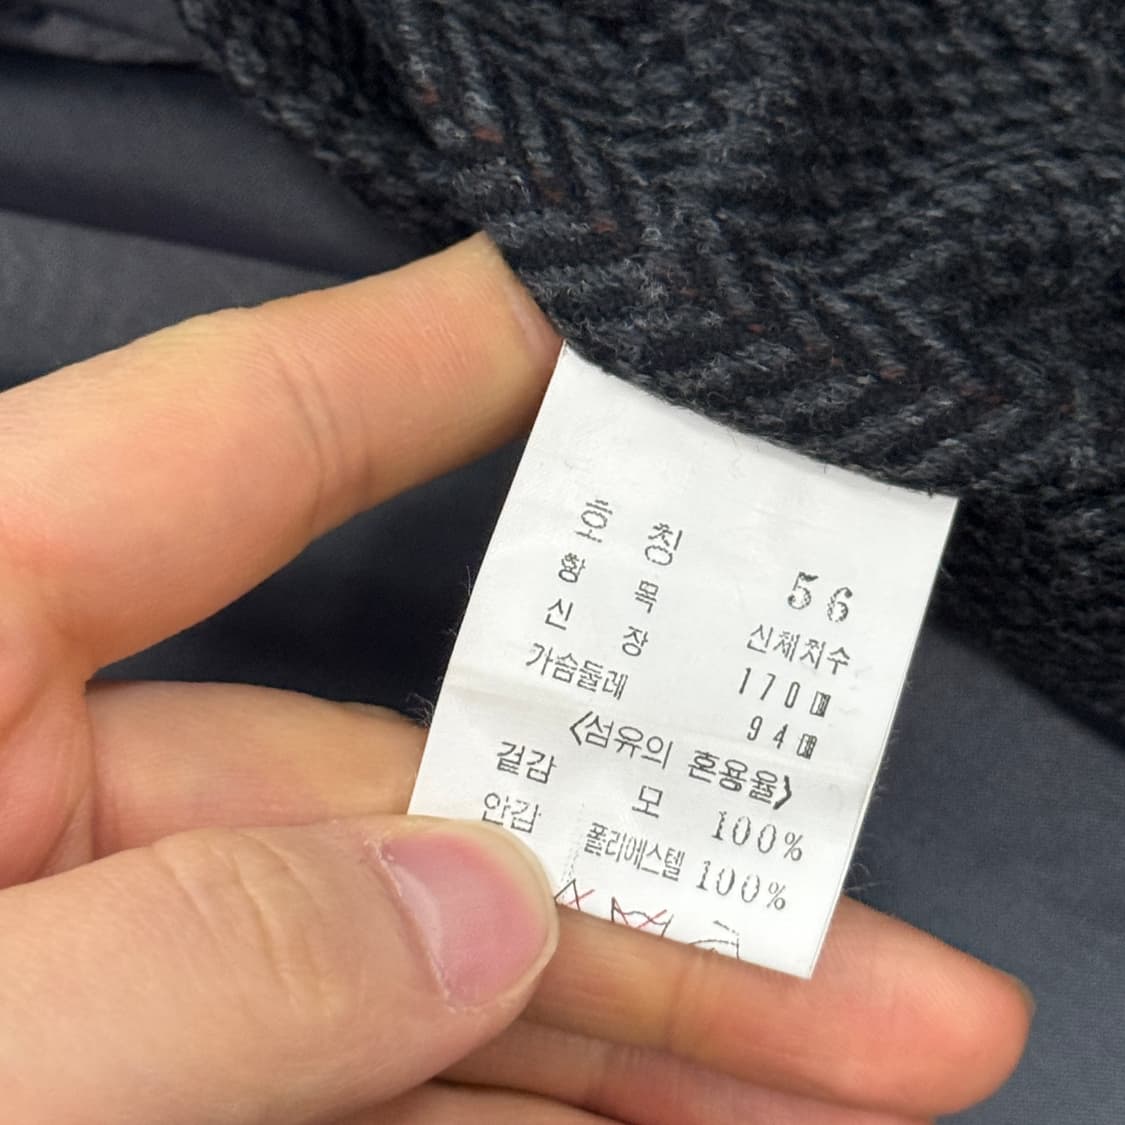 호 칭 56
항 목 신체치수
신 장 170㎝
가슴둘레 94㎝
<섬유의 혼용율>
겉감 모 100%
안감 폴리에스텔 100%